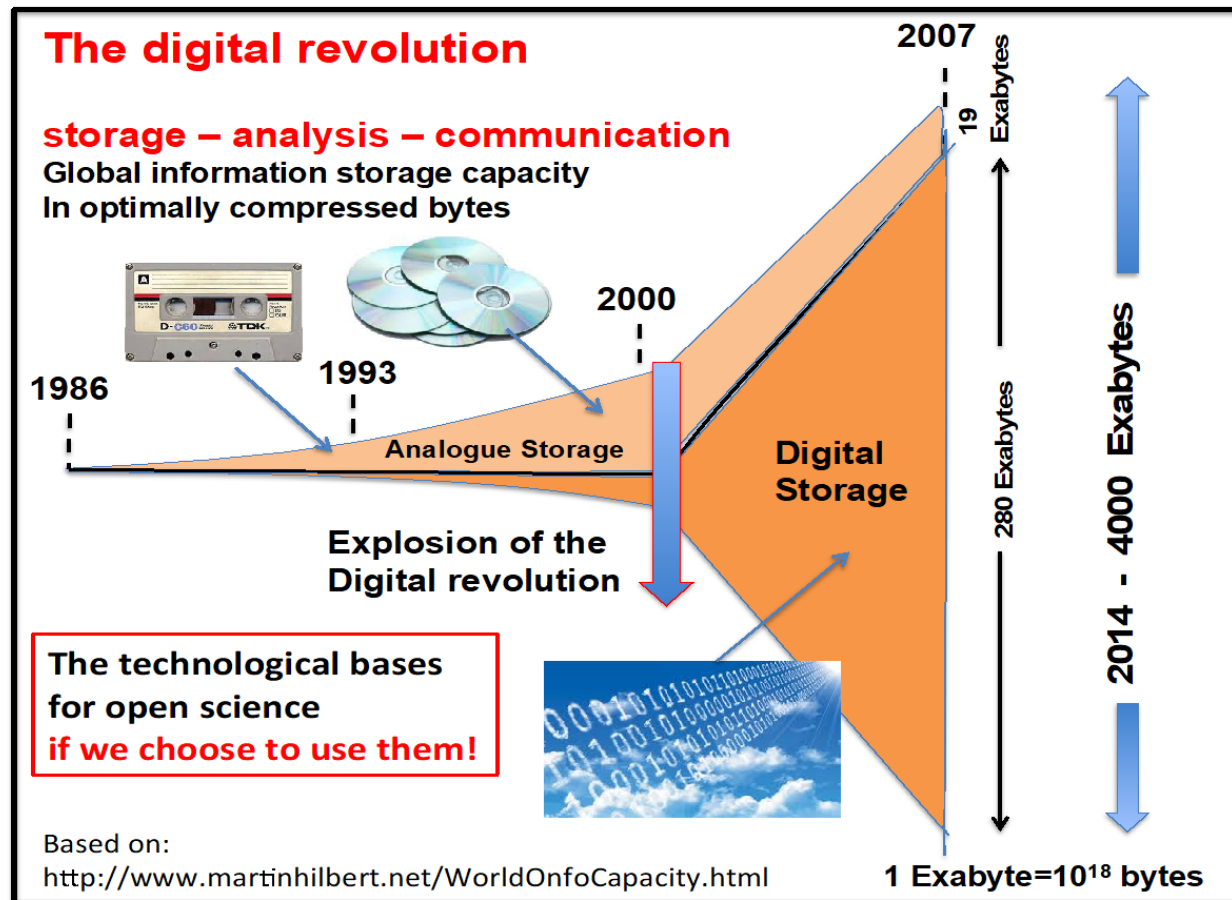 The digital revolution
storage – analysis – communication
Global information storage capacity
In optimally compressed bytes
2007
19
Exabytes
A
D-C60
TDK
2000
1993
1986
Analogue Storage
Digital
Storage
280 Exabytes
2014 - 4000 Exabytes
Explosion of the
Digital revolution
The technological bases
for open science
if we choose to use them!
Based on:
http://www.martinhilbert.net/WorldOnfoCapacity.html
1 Exabyte=10¹⁸ bytes